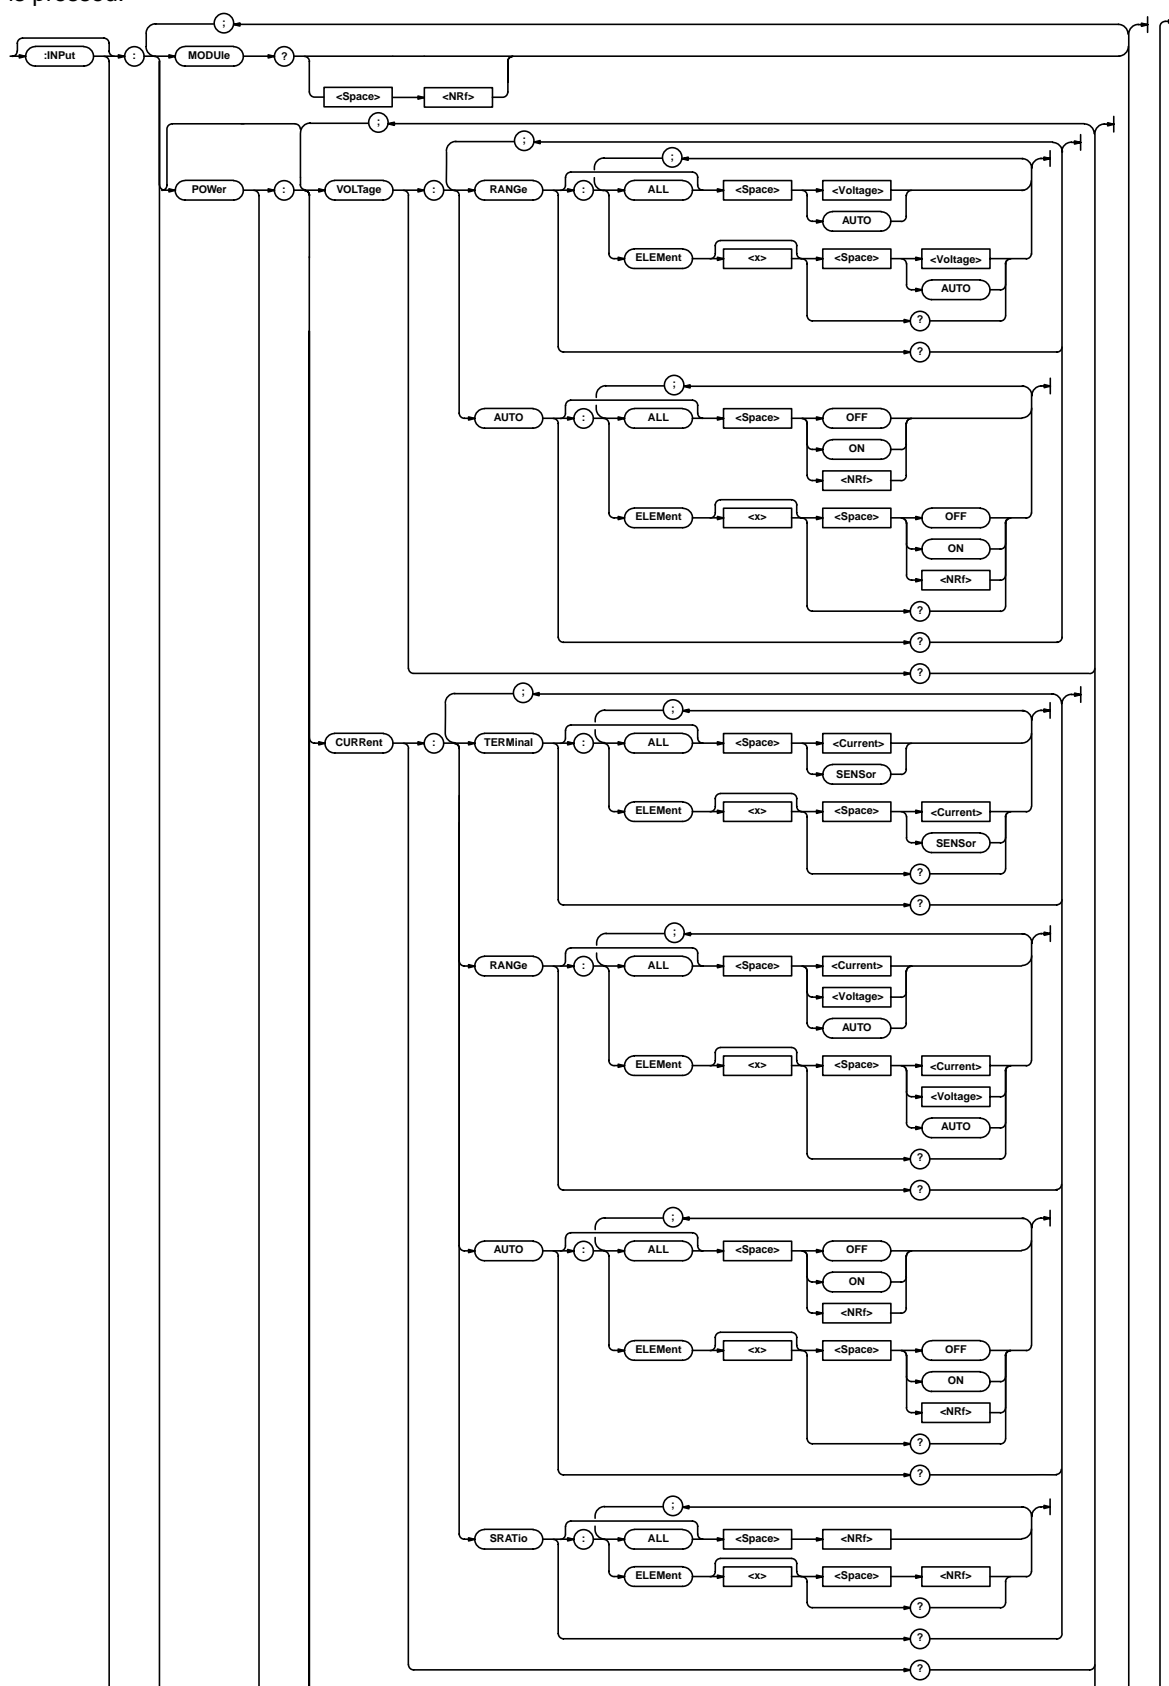 is pressed.
;
:INPut : MODUle ?
<Space> <NRf>
;
;
;
POWer : VOLTage : RANGe : ALL <Space> <Voltage>
AUTO
ELEMent <x> <Space> <Voltage>
AUTO
?
?
;
AUTO : ALL <Space> OFF
ON
<NRf>
ELEMent <x> <Space> OFF
ON
<NRf>
?
?
?
;
;
CURRent : TERMinal : ALL <Space> <Current>
SENSor
ELEMent <x> <Space> <Current>
SENSor
?
?
;
RANGe : ALL <Space> <Current>
<Voltage>
AUTO
ELEMent <x> <Space> <Current>
<Voltage>
AUTO
?
?
;
AUTO : ALL <Space> OFF
ON
<NRf>
ELEMent <x> <Space> OFF
ON
<NRf>
?
?
;
SRATio : ALL <Space> <NRf>
ELEMent <x> <Space> <NRf>
?
?
?